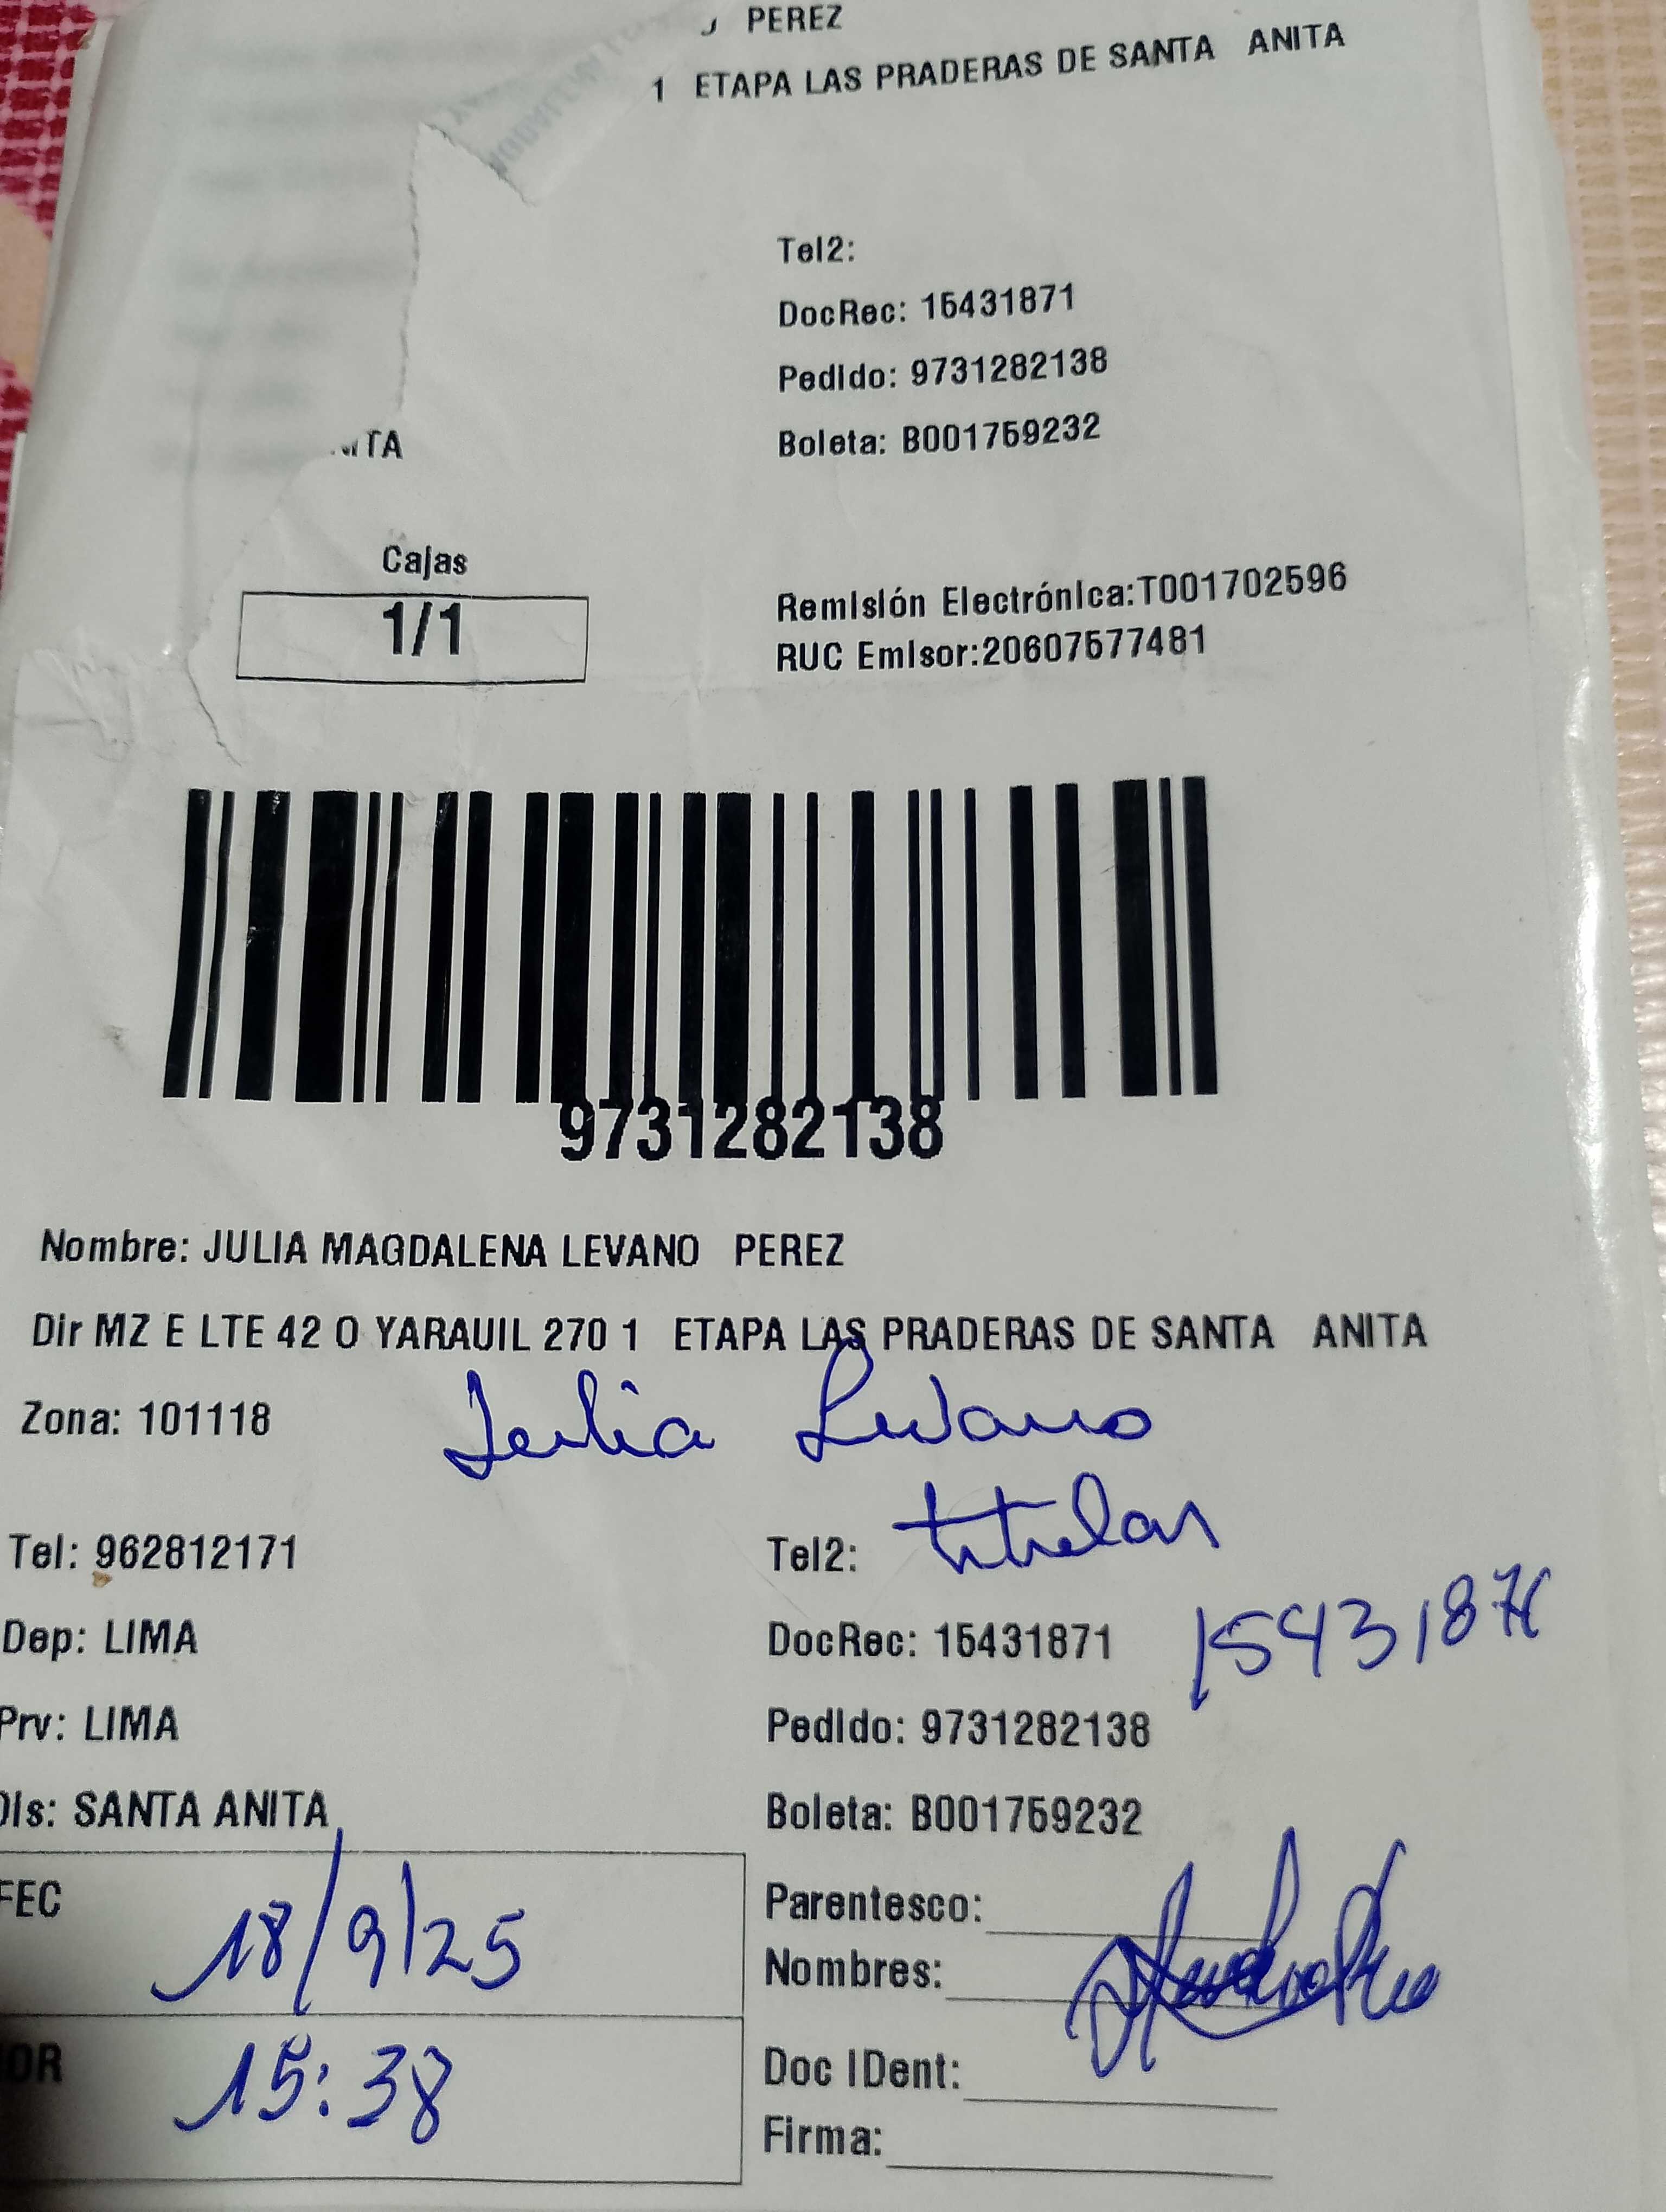 PEREZ
1 ETAPA LAS PRADERAS DE SANTA ANITA
Tel2:
DocRec: 15431871
Pedido: 9731282138
Boleta: B001759232
TA
Cajas
1/1
Remisión Electrónica:T001702596
RUC Emisor:20607577481
9731282138
Nombre: JULIA MAGDALENA LEVANO PEREZ
Dir MZ E LTE 42 O YARAUIL 270 1 ETAPA LAS PRADERAS DE SANTA ANITA
Zona: 101118
Julia Levano
titular
Tel: 962812171
Tel2:
Dep: LIMA
DocRec: 15431871
15431871
Prv: LIMA
Pedido: 9731282138
Dis: SANTA ANITA
Boleta: B001759232
FEC
18/9/25
Parentesco:
Nombres:
OR
15:38
Doc IDent:
Firma: